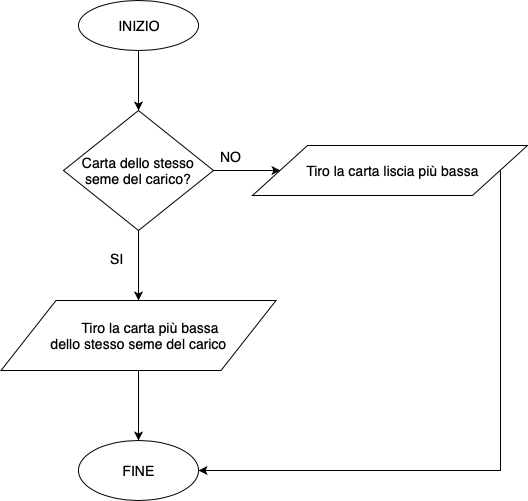 INIZIO
Carta dello stesso
seme del carico?
NO
Tiro la carta liscia più bassa
SI
Tiro la carta più bassa
dello stesso seme del carico
FINE